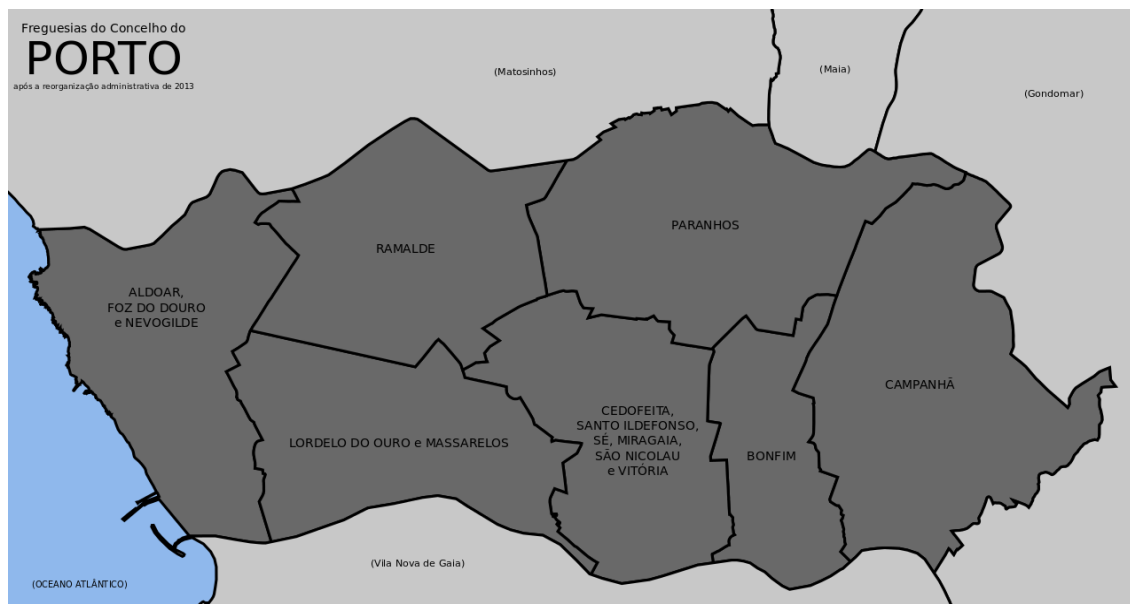 Freguesias do Concelho do
PORTO
após a reorganização administrativa de 2013
(Matosinhos)
(Maia)
(Gondomar)
PARANHOS
RAMALDE
ALDOAR,
FOZ DO DOURO
e NEVOGILDE
CAMPANHÃ
CEDOFEITA,
SANTO ILDEFONSO,
SÉ, MIRAGAIA,
SÃO NICOLAU
e VITÓRIA
LORDELO DO OURO e MASSARELOS
BONFIM
(Vila Nova de Gaia)
(OCEANO ATLÂNTICO)